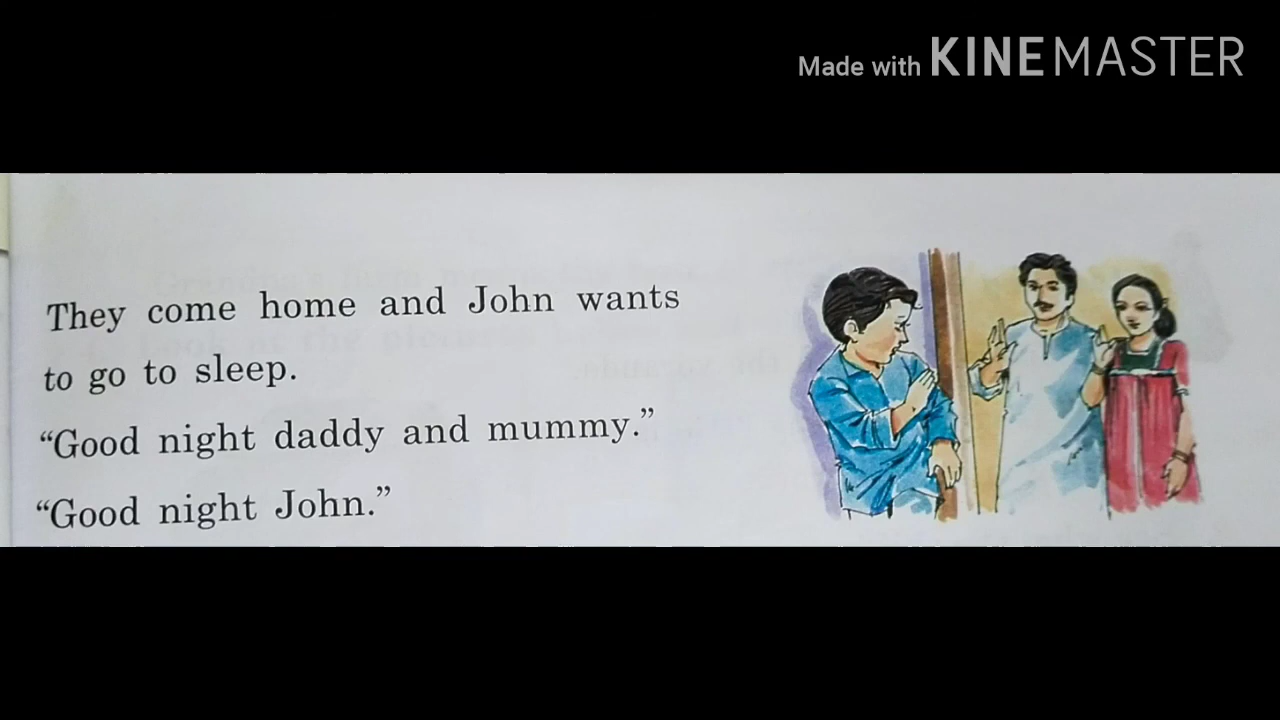 Made with KINEMASTER
They come home and John wants
to go to sleep.
“Good night daddy and mummy.”
“Good night John.”